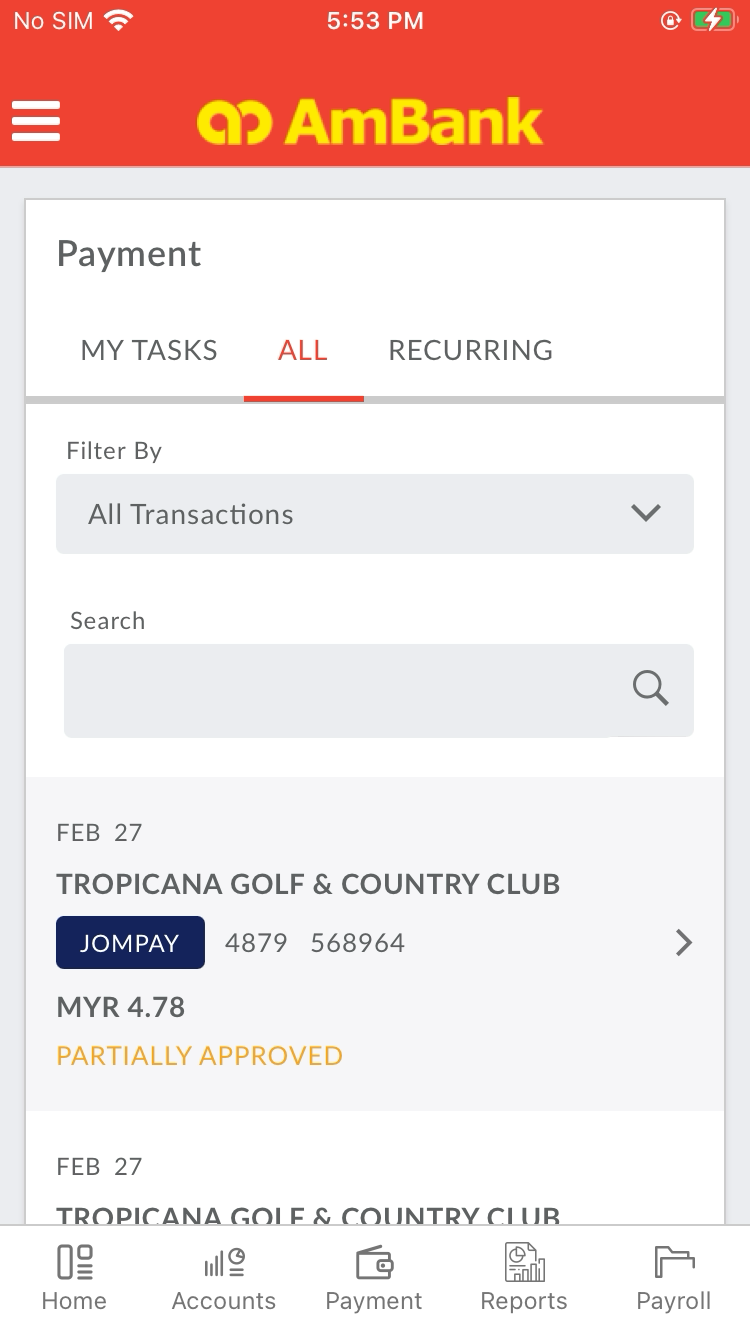 No SIM 5:53 PM
AmBank
Payment
MY TASKS ALL RECURRING
Filter By
All Transactions
Search
FEB 27
TROPICANA GOLF & COUNTRY CLUB
JOMPAY 4879 568964
MYR 4.78
PARTIALLY APPROVED
FEB 27
TROPICANA GOLF & COUNTRY CLUB
Home Accounts Payment Reports Payroll